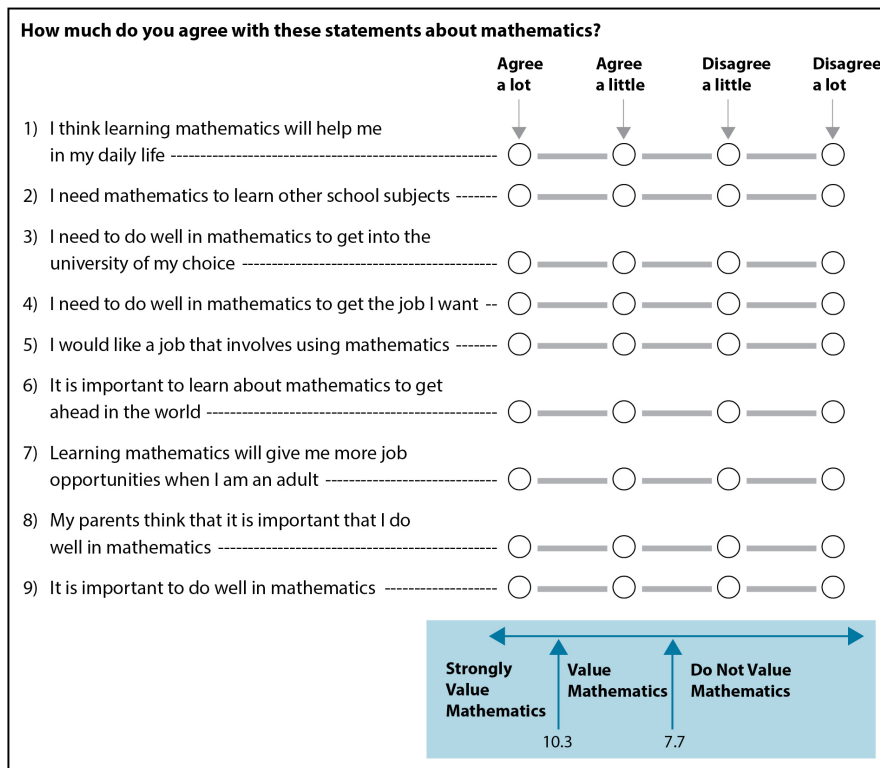 How much do you agree with these statements about mathematics?
Agree a lot
Agree a little
Disagree a little
Disagree a lot
1) I think learning mathematics will help me
in my daily life
2) I need mathematics to learn other school subjects
3) I need to do well in mathematics to get into the
university of my choice
4) I need to do well in mathematics to get the job I want
5) I would like a job that involves using mathematics
6) It is important to learn about mathematics to get
ahead in the world
7) Learning mathematics will give me more job
opportunities when I am an adult
8) My parents think that it is important that I do
well in mathematics
9) It is important to do well in mathematics
Strongly
Value
Mathematics
Value
Mathematics
Do Not Value
Mathematics
10.3
7.7